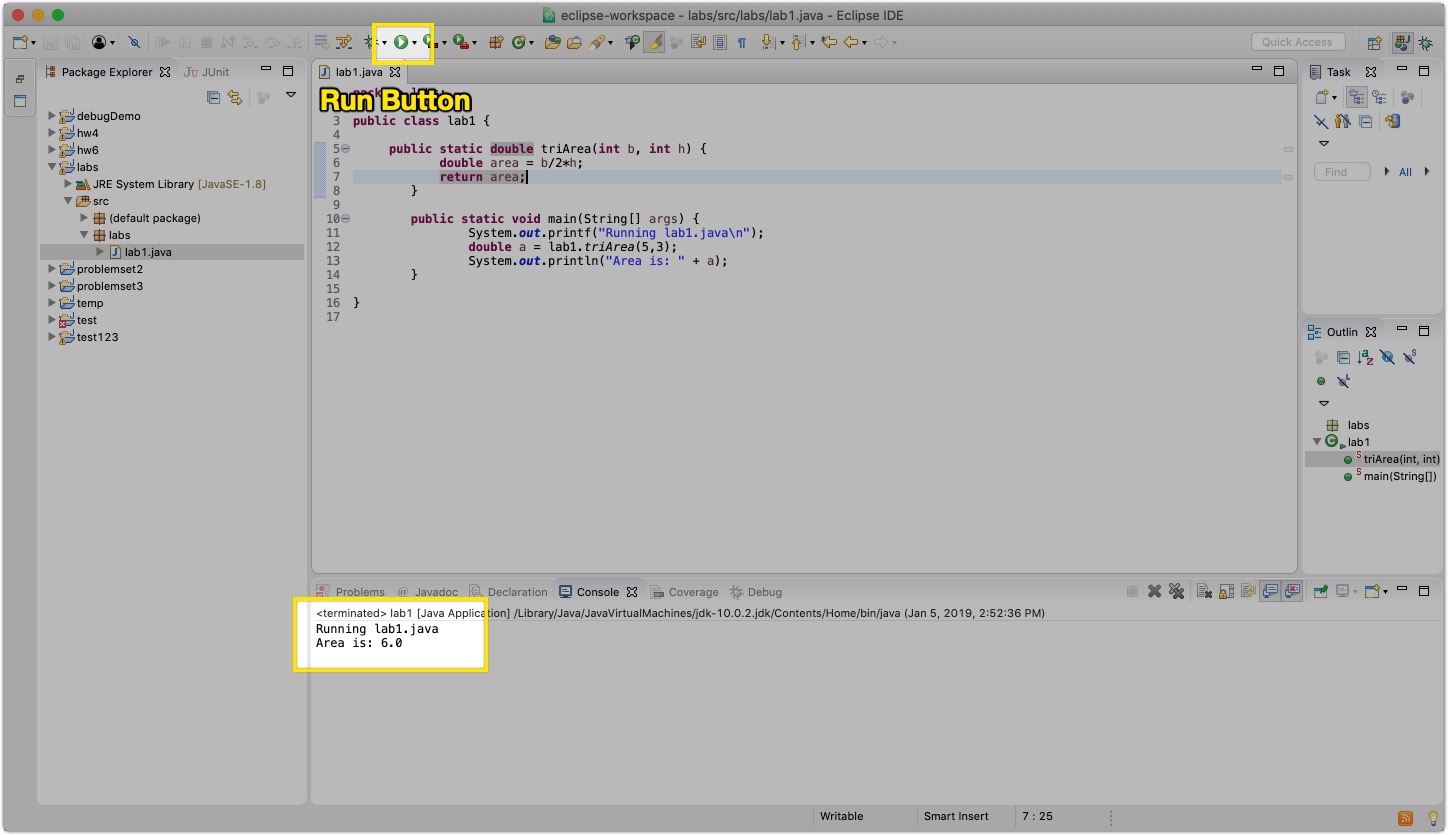 eclipse-workspace - labs/src/labs/lab1.java - Eclipse IDE
Quick Access
Package Explorer
JUnit
debugDemo
hw4
hw6
labs
JRE System Library [JavaSE-1.8]
src
(default package)
labs
lab1.java
problemset2
problemset3
temp
test
test123
lab1.java
Run Button
3 public class lab1 {
4
5 public static double triArea(int b, int h) {
6 double area = b/2*h;
7 return area;
8 }
9
10 public static void main(String[] args) {
11 System.out.printf("Running lab1.java\n");
12 double a = lab1.triArea(5,3);
13 System.out.println("Area is: " + a);
14 }
15
16 }
17
Task
Find
All
Outlin
labs
lab1
triArea(int, int)
main(String[])
Problems
Javadoc
Declaration
Console
Coverage
Debug
<terminated> lab1 [Java Application] /Library/Java/JavaVirtualMachines/jdk-10.0.2.jdk/Contents/Home/bin/java (Jan 5, 2019, 2:52:36 PM)
Running lab1.java
Area is: 6.0
Writable
Smart Insert
7 : 25